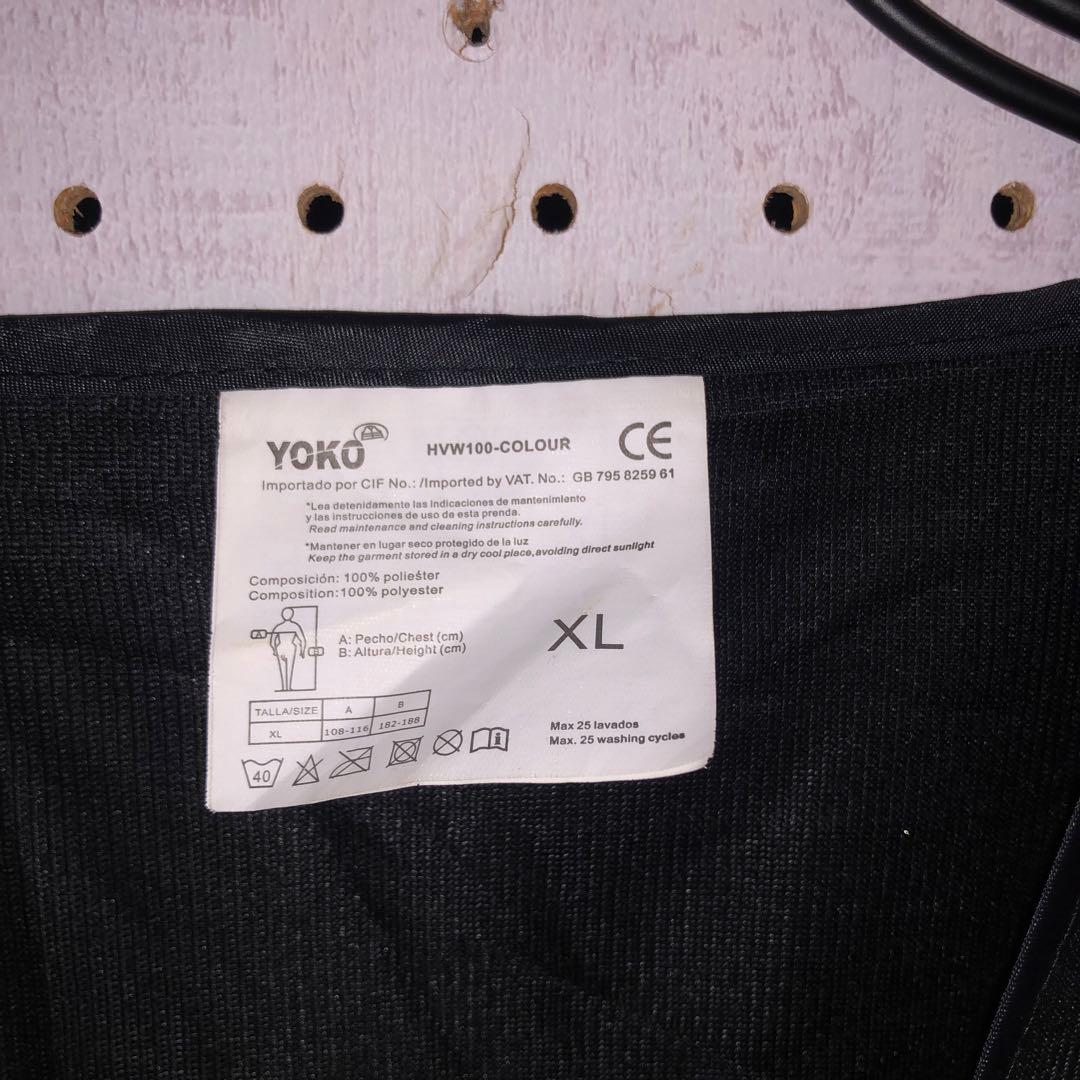 YOKO HVW100-COLOUR CE
Importado por CIF No.: /Imported by VAT. No.: GB 795 8259 61
*Lea detenidamente las indicaciones de mantenimiento
y las instrucciones de uso de esta prenda.
Read maintenance and cleaning instructions carefully.
*Mantener en lugar seco protegido de la luz
Keep the garment stored in a dry cool place,avoiding direct sunlight
Composición: 100% poliéster
Composition:100% polyester
A
B
A: Pecho/Chest (cm)
B: Altura/Height (cm)
XL
TALLA/SIZE A B
XL 108-116 182-188
40
Max 25 lavados
Max. 25 washing cycles